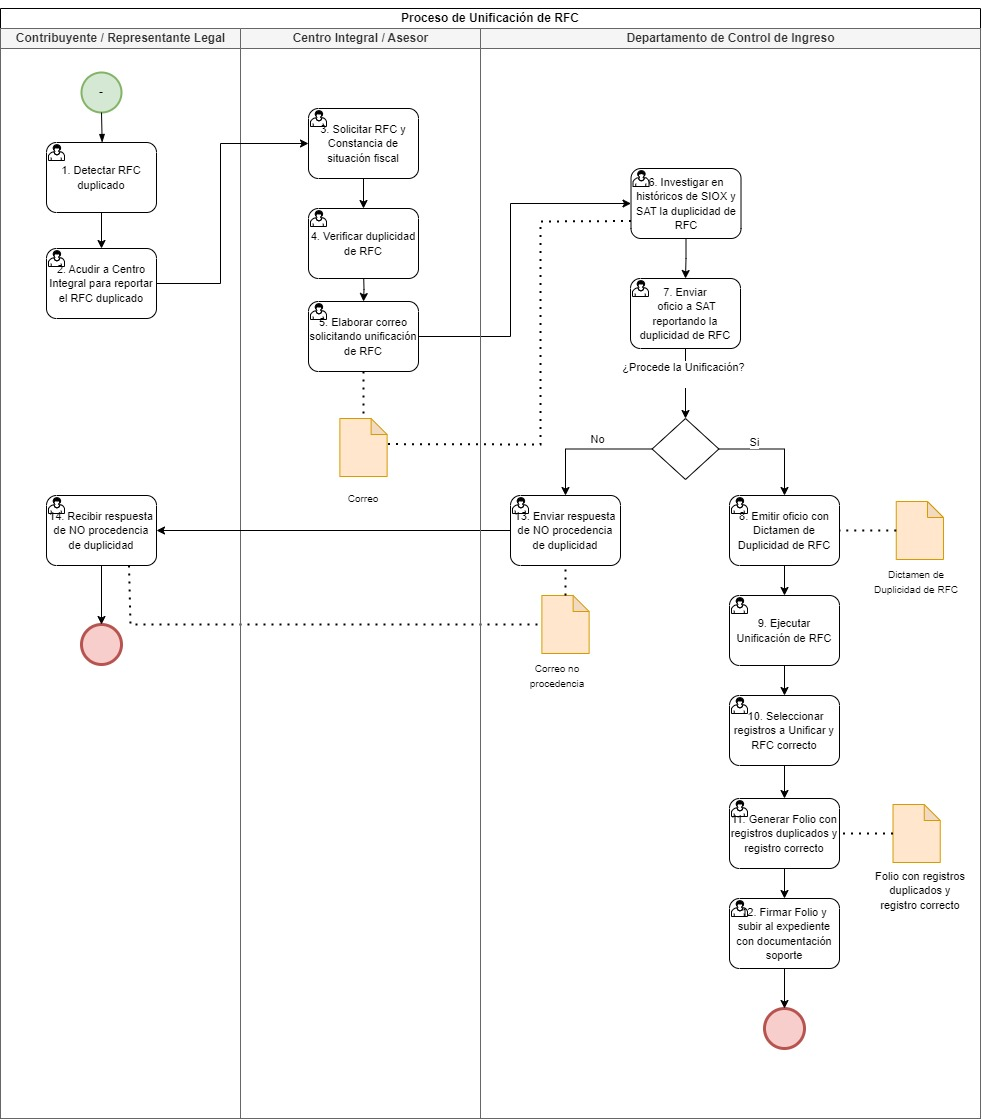 Proceso de Unificación de RFC
Contribuyente / Representante Legal
Centro Integral / Asesor
Departamento de Control de Ingreso
-
1. Detectar RFC
duplicado
2. Acudir a Centro
Integral para reportar
el RFC duplicado
3. Solicitar RFC y
Constancia de
situación fiscal
4. Verificar duplicidad
de RFC
5. Elaborar correo
solicitando unificación
de RFC
Correo
6. Investigar en
históricos de SIOX y
SAT la duplicidad de
RFC
7. Enviar
oficio a SAT
reportando la
duplicidad de RFC
¿Procede la Unificación?
No
Si
14. Recibir respuesta
de NO procedencia
de duplicidad
13. Enviar respuesta
de NO procedencia
de duplicidad
Correo no
procedencia
8. Emitir oficio con
Dictamen de
Duplicidad de RFC
Dictamen de
Duplicidad de RFC
9. Ejecutar
Unificación de RFC
10. Seleccionar
registros a Unificar y
RFC correcto
11. Generar Folio con
registros duplicados y
registro correcto
Folio con registros
duplicados y
registro correcto
12. Firmar Folio y
subir al expediente
con documentación
soporte